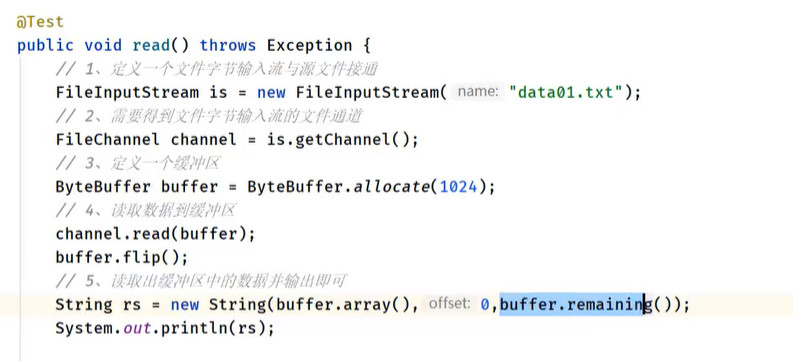 @Test
public void read() throws Exception {
// 1、定义一个文件字节输入流与源文件接通
FileInputStream is = new FileInputStream( name: "data01.txt");
// 2、需要得到文件字节输入流的文件通道
FileChannel channel = is.getChannel();
// 3、定义一个缓冲区
ByteBuffer buffer = ByteBuffer.allocate(1024);
// 4、读取数据到缓冲区
channel.read(buffer);
buffer.flip();
// 5、读取出缓冲区中的数据并输出即可
String rs = new String(buffer.array(), offset: 0,buffer.remaining());
System.out.println(rs);